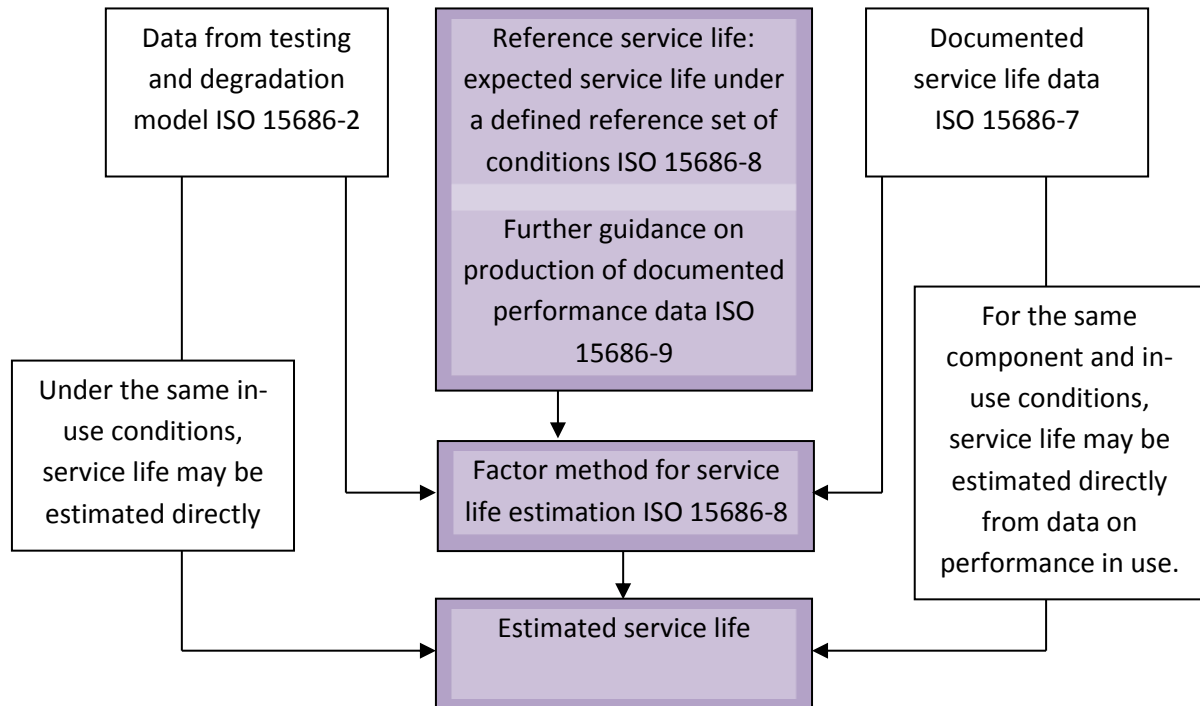 Data from testing
and degradation
model ISO 15686-2
Reference service life:
expected service life under
a defined reference set of
conditions ISO 15686-8
Further guidance on
production of documented
performance data ISO
15686-9
Documented
service life data
ISO 15686-7
Under the same in-
use conditions,
service life may be
estimated directly
For the same
component and in-
use conditions,
service life may be
estimated directly
from data on
performance in use.
Factor method for service
life estimation ISO 15686-8
Estimated service life